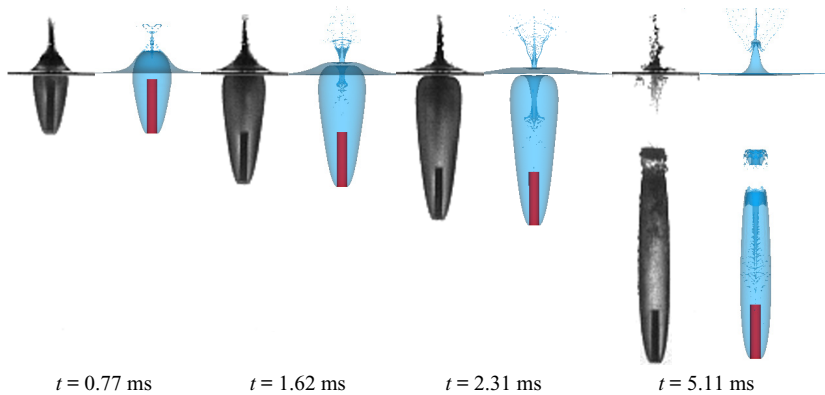 t = 0.77 ms t = 1.62 ms t = 2.31 ms t = 5.11 ms